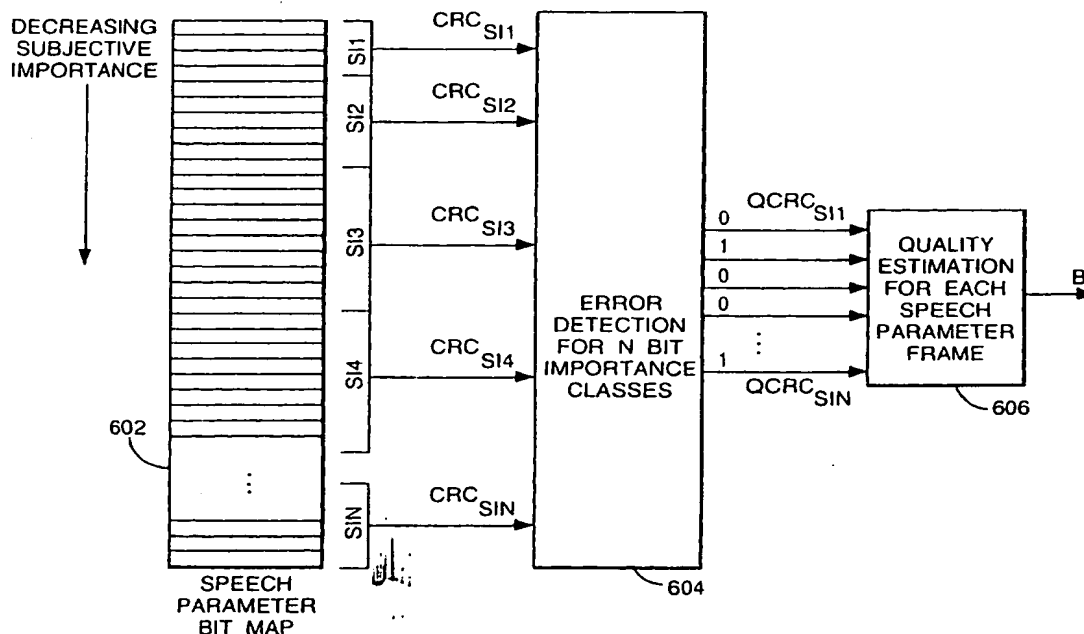 DECREASING
SUBJECTIVE
IMPORTANCE
SI1
SI2
SI3
SI4
SIN
CRC SI1
CRC SI2
CRC SI3
CRC SI4
CRC SIN
602
...
SPEECH
PARAMETER
BIT MAP
ERROR
DETECTION
FOR N BIT
IMPORTANCE
CLASSES
604
0
QCRC SI1
1
0
0
...
1
QCRC SIN
QUALITY
ESTIMATION
FOR EACH
SPEECH
PARAMETER
FRAME
606
B